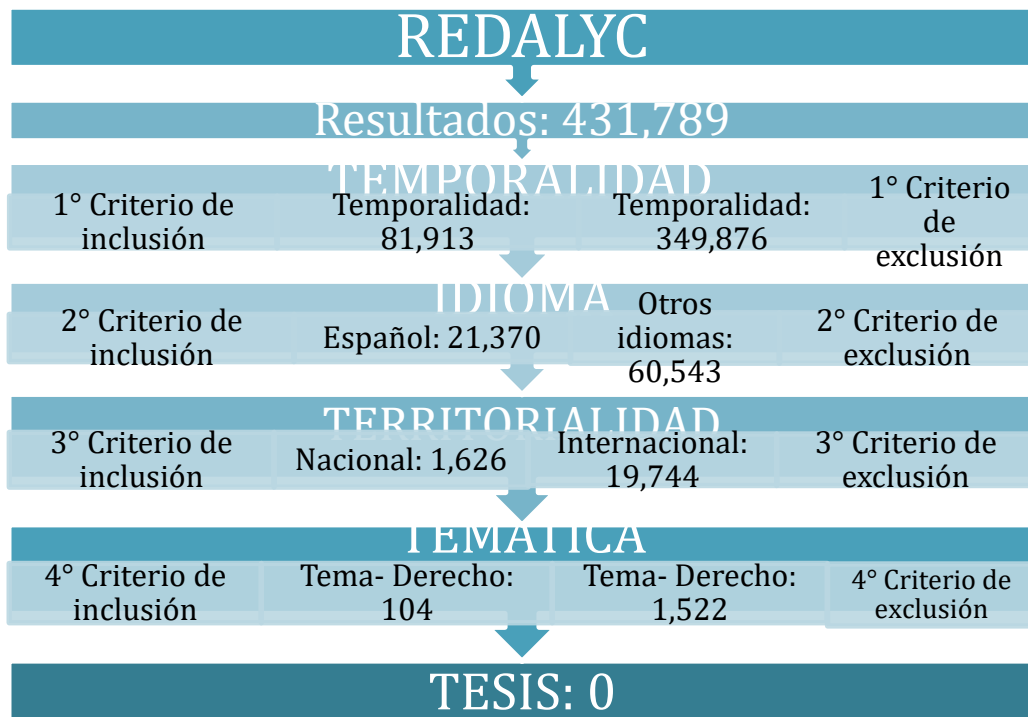 REDALYC
Resultados: 431,789
TEMPORALIDAD
1° Criterio de
inclusión
Temporalidad:
81,913
Temporalidad:
349,876
1° Criterio
de
exclusión
IDIOMA
2° Criterio de
inclusión
Español: 21,370
Otros
idiomas:
60,543
2° Criterio de
exclusión
TERRITORIALIDAD
3° Criterio de
inclusión
Nacional: 1,626
Internacional:
19,744
3° Criterio de
exclusión
TEMÁTICA
4° Criterio de
inclusión
Tema- Derecho:
104
Tema- Derecho:
1,522
4° Criterio de
exclusión
TESIS: 0